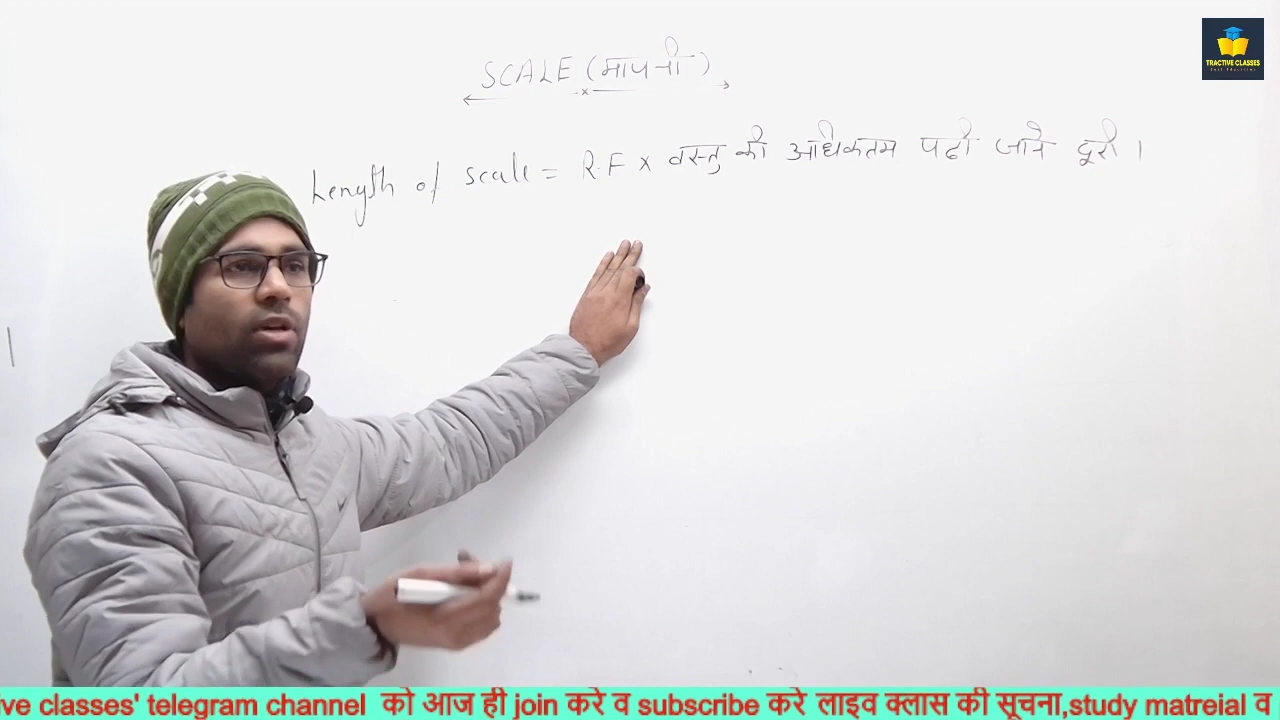 SCALE (मापनी)
Length of scale = R.F × वस्तु की अधिकतम पढी जाने दूरी ।
TRACTIVE CLASSES
ive classes' telegram channel को आज ही join करे व subscribe करे लाइव क्लास की सूचना,study matreial व